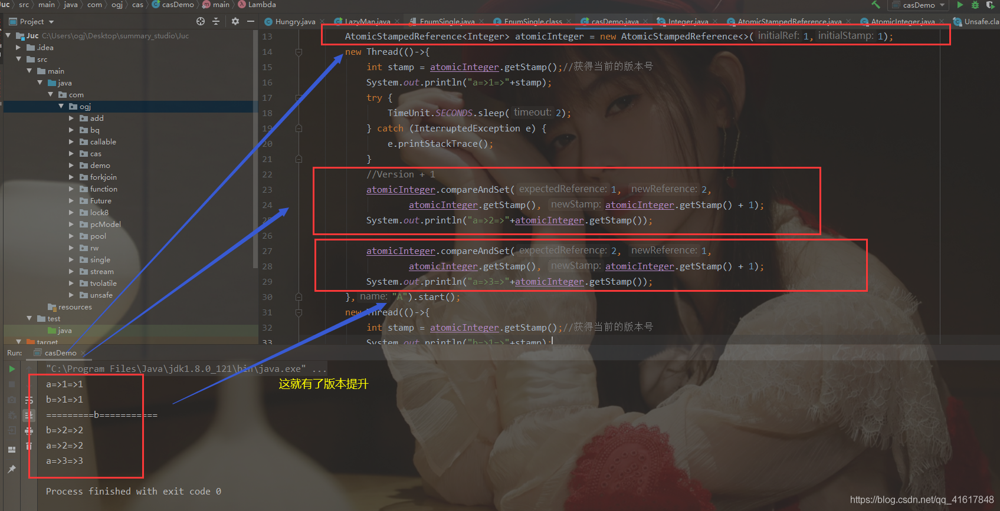 Juc src main java com ogj cas casDemo main Lambda
casDemo
Project
Hungry.java LazyMan.java EnumSingle.java EnumSingle.class casDemo.java Integer.java AtomicStampedReference.java AtomicInteger.java Unsafe.cla
Juc C:\Users\ogj\Desktop\summary_studio\Juc
.idea
src
main
java
com
ogj
add
bq
callable
cas
demo
forkjoin
function
Future
lock8
pcModel
pool
rw
single
stream
tvolatile
unsafe
resources
test
java
target
13 AtomicStampedReference<Integer> atomicInteger = new AtomicStampedReference<>( initialRef: 1, initialStamp: 1);
14 new Thread(()->{
15 int stamp = atomicInteger.getStamp();//获得当前的版本号
16 System.out.println("a=>1=>"+stamp);
17 try {
18 TimeUnit.SECONDS.sleep( timeout: 2);
19 } catch (InterruptedException e) {
20 e.printStackTrace();
21 }
22 //Version + 1
23 atomicInteger.compareAndSet( expectedReference: 1, newReference: 2,
24 atomicInteger.getStamp(), newStamp: atomicInteger.getStamp() + 1);
25 System.out.println("a=>2=>"+atomicInteger.getStamp());
26
27 atomicInteger.compareAndSet( expectedReference: 2, newReference: 1,
28 atomicInteger.getStamp(), newStamp: atomicInteger.getStamp() + 1);
29 System.out.println("a=>3=>"+atomicInteger.getStamp());
30 }, name: "A").start();
31 new Thread(()->{
32 int stamp = atomicInteger.getStamp();//获得当前的版本号
33 System.out.println("b=>1=>"+stamp);
Run: casDemo
"C:\Program Files\Java\jdk1.8.0_121\bin\java.exe" ...
a=>1=>1
b=>1=>1
=========b===========
b=>2=>2
a=>2=>2
a=>3=>3
Process finished with exit code 0
这就有了版本提升
https://blog.csdn.net/qq_41617848